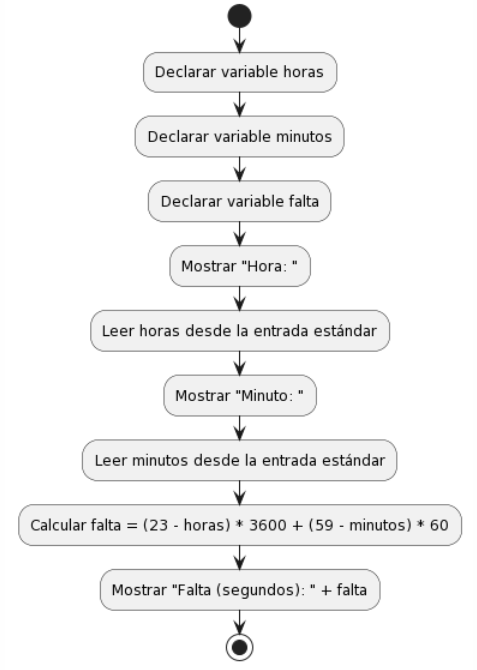 Declarar variable horas
Declarar variable minutos
Declarar variable falta
Mostrar "Hora: "
Leer horas desde la entrada estándar
Mostrar "Minuto: "
Leer minutos desde la entrada estándar
Calcular falta = (23 - horas) * 3600 + (59 - minutos) * 60
Mostrar "Falta (segundos): " + falta